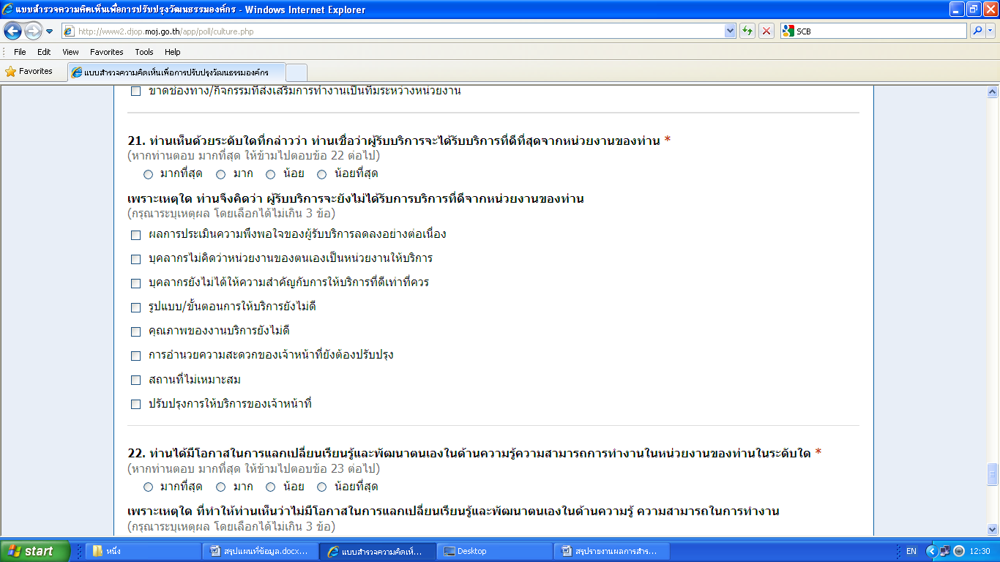 แบบสำรวจความคิดเห็นเพื่อการปรับปรุงวัฒนธรรมองค์กร - Windows Internet Explorer
http://www2.djop.moj.go.th/app/poll/culture.php
SCB
File Edit View Favorites Tools Help
Favorites
แบบสำรวจความคิดเห็นเพื่อการปรับปรุงวัฒนธรรมองค์กร
ขาดช่องทาง/กิจกรรมที่ส่งเสริมการทำงานเป็นทีมระหว่างหน่วยงาน
21. ท่านเห็นด้วยระดับใดที่กล่าวว่า ท่านเชื่อว่าผู้รับบริการจะได้รับบริการที่ดีที่สุดจากหน่วยงานของท่าน *
(หากท่านตอบ มากที่สุด ให้ข้ามไปตอบข้อ 22 ต่อไป)
มากที่สุด มาก น้อย น้อยที่สุด
เพราะเหตุใด ท่านจึงคิดว่า ผู้รับบริการจะยังไม่ได้รับการบริการที่ดีจากหน่วยงานของท่าน
(กรุณาระบุเหตุผล โดยเลือกได้ไม่เกิน 3 ข้อ)
ผลการประเมินความพึงพอใจของผู้รับบริการลดลงอย่างต่อเนื่อง
บุคลากรไม่คิดว่าหน่วยงานของตนเองเป็นหน่วยงานให้บริการ
บุคลากรยังไม่ได้ให้ความสำคัญกับการให้บริการที่ดีเท่าที่ควร
รูปแบบ/ขั้นตอนการให้บริการยังไม่ดี
คุณภาพของงานบริการยังไม่ดี
การอำนวยความสะดวกของเจ้าหน้าที่ยังต้องปรับปรุง
สถานที่ไม่เหมาะสม
ปรับปรุงการให้บริการของเจ้าหน้าที่
22. ท่านได้มีโอกาสในการแลกเปลี่ยนเรียนรู้และพัฒนาตนเองในด้านความรู้ความสามารถการทำงานในหน่วยงานของท่านในระดับใด *
(หากท่านตอบ มากที่สุด ให้ข้ามไปตอบข้อ 23 ต่อไป)
มากที่สุด มาก น้อย น้อยที่สุด
เพราะเหตุใด ที่ทำให้ท่านเห็นว่าไม่มีโอกาสในการแลกเปลี่ยนเรียนรู้และพัฒนาตนเองในด้านความรู้ ความสามารถในการทำงาน
(กรุณาระบุเหตุผล โดยเลือกได้ไม่เกิน 3 ข้อ)
start หนึ่ง สรุปแผนที่ข้อมูล.docx... แบบสำรวจความคิดเห็... Desktop สรุปรายงานผลการสำร... EN 12:30